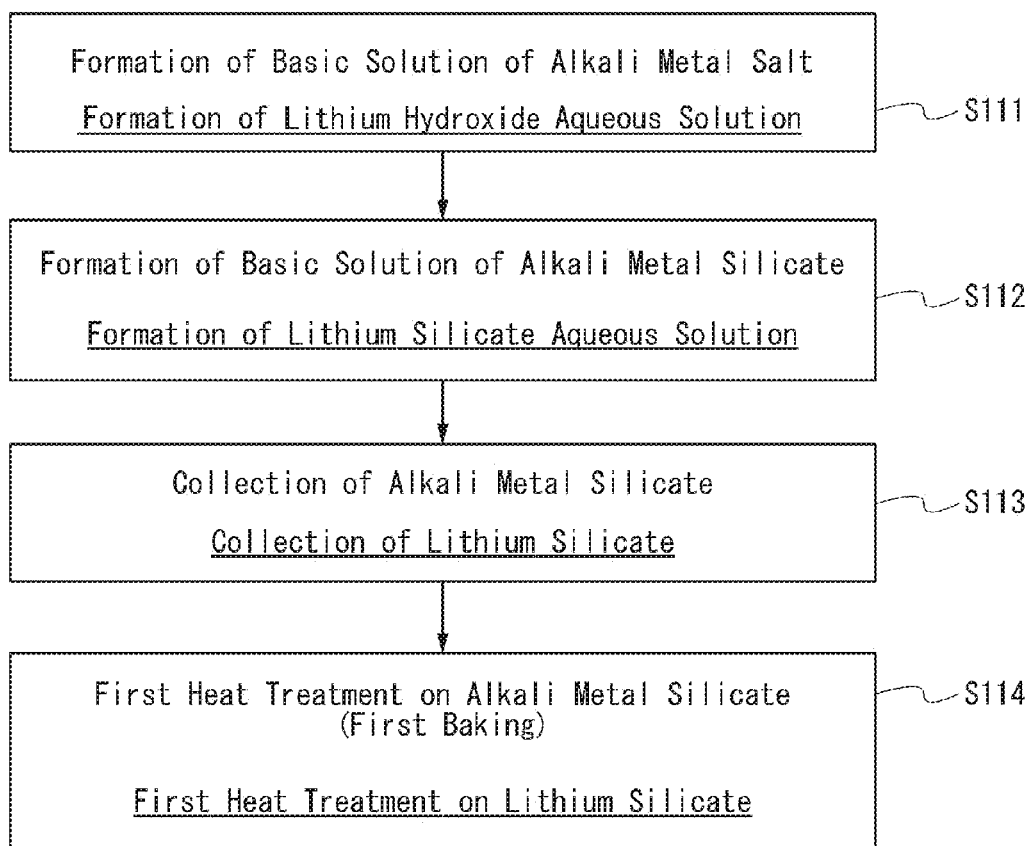 Formation of Basic Solution of Alkali Metal Salt
Formation of Lithium Hydroxide Aqueous Solution
S111
Formation of Basic Solution of Alkali Metal Silicate
Formation of Lithium Silicate Aqueous Solution
S112
Collection of Alkali Metal Silicate
Collection of Lithium Silicate
S113
First Heat Treatment on Alkali Metal Silicate
(First Baking)
First Heat Treatment on Lithium Silicate
S114